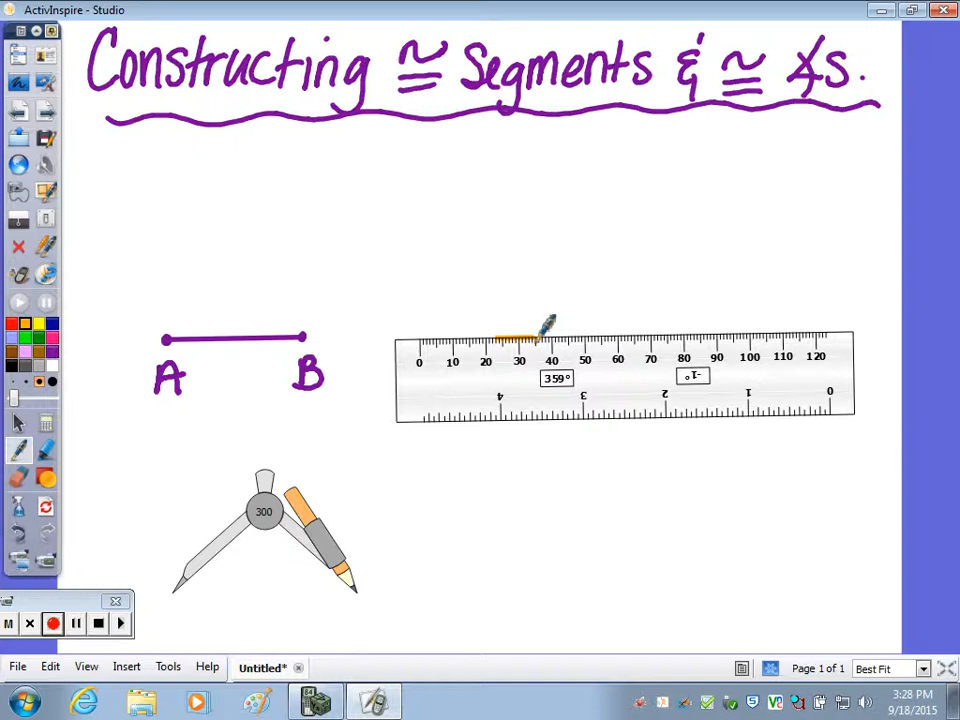 ActivInspire - Studio
Constructing ≅ Segments & ≅ ∡s.
A B
0 10 20 30 40 50 60 70 80 90 100 110 120
359° -1°
4 3 2 1 0
300
M
File Edit View Insert Tools Help Untitled* Page 1 of 1 Best Fit
3:28 PM
9/18/2015